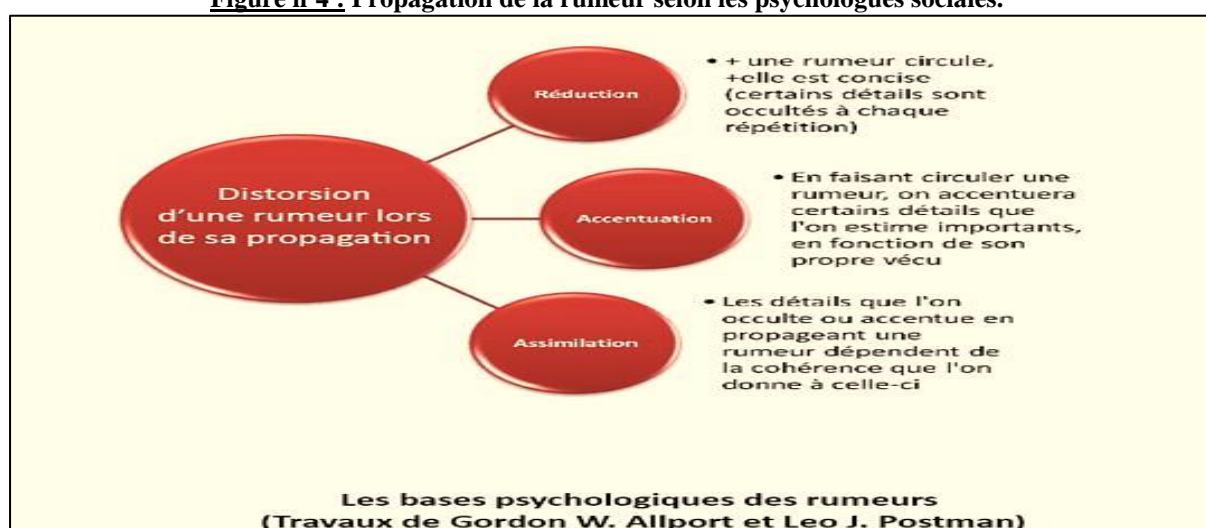 Figure n°4 : Propagation de la rumeur selon les psychologues sociales.
Réduction
• + une rumeur circule,
+elle est concise
(certains détails sont
occultés à chaque
répétition)
Distorsion
d'une rumeur lors
de sa propagation
Accentuation
• En faisant circuler une
rumeur, on accentuera
certains détails que
l'on estime importants,
en fonction de son
propre vécu
Assimilation
• Les détails que l'on
occulte ou accentue en
propageant une
rumeur dépendent de
la cohérence que l'on
donne à celle-ci
Les bases psychologiques des rumeurs
(Travaux de Gordon W. Allport et Leo J. Postman)